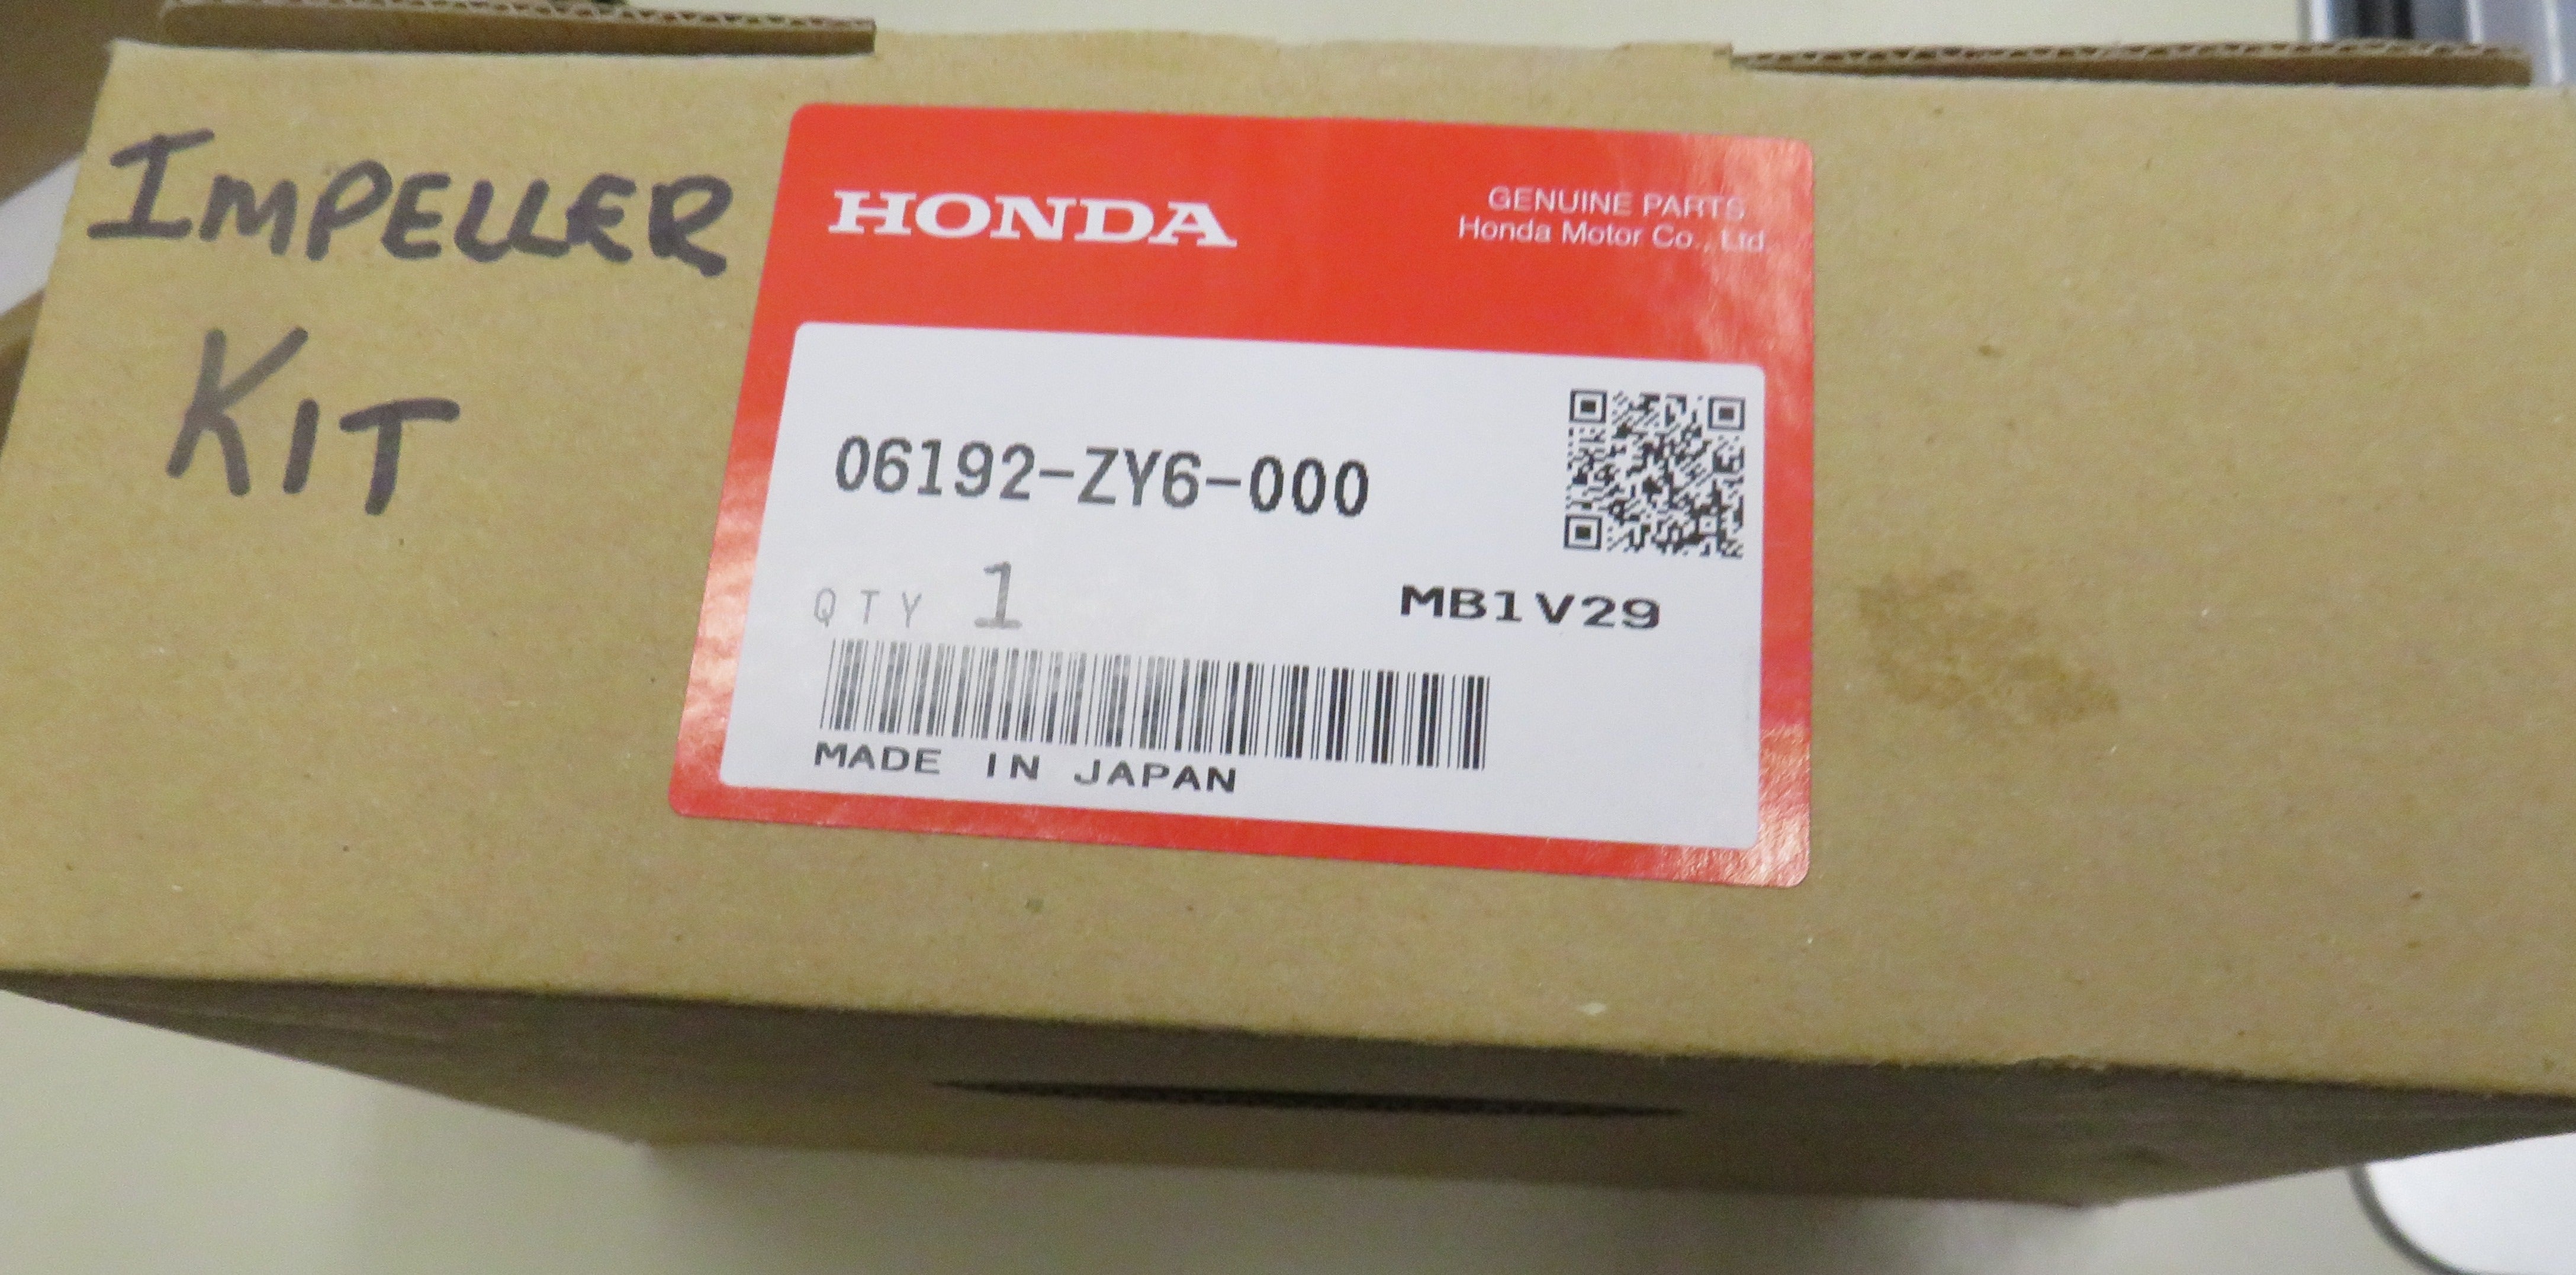 IMPELLER
KIT
HONDA
GENUINE PARTS
Honda Motor Co., Ltd.
06192-ZY6-000
QTY 1
MB1V29
MADE IN JAPAN